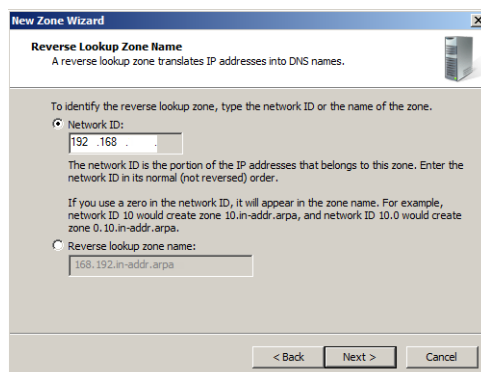 New Zone Wizard
Reverse Lookup Zone Name
A reverse lookup zone translates IP addresses into DNS names.
To identify the reverse lookup zone, type the network ID or the name of the zone.
Network ID:
192 .168 . .
The network ID is the portion of the IP addresses that belongs to this zone. Enter the
network ID in its normal (not reversed) order.
If you use a zero in the network ID, it will appear in the zone name. For example,
network ID 10 would create zone 10.in-addr.arpa, and network ID 10.0 would create
zone 0.10.in-addr.arpa.
Reverse lookup zone name:
168.192.in-addr.arpa
< Back
Next >
Cancel